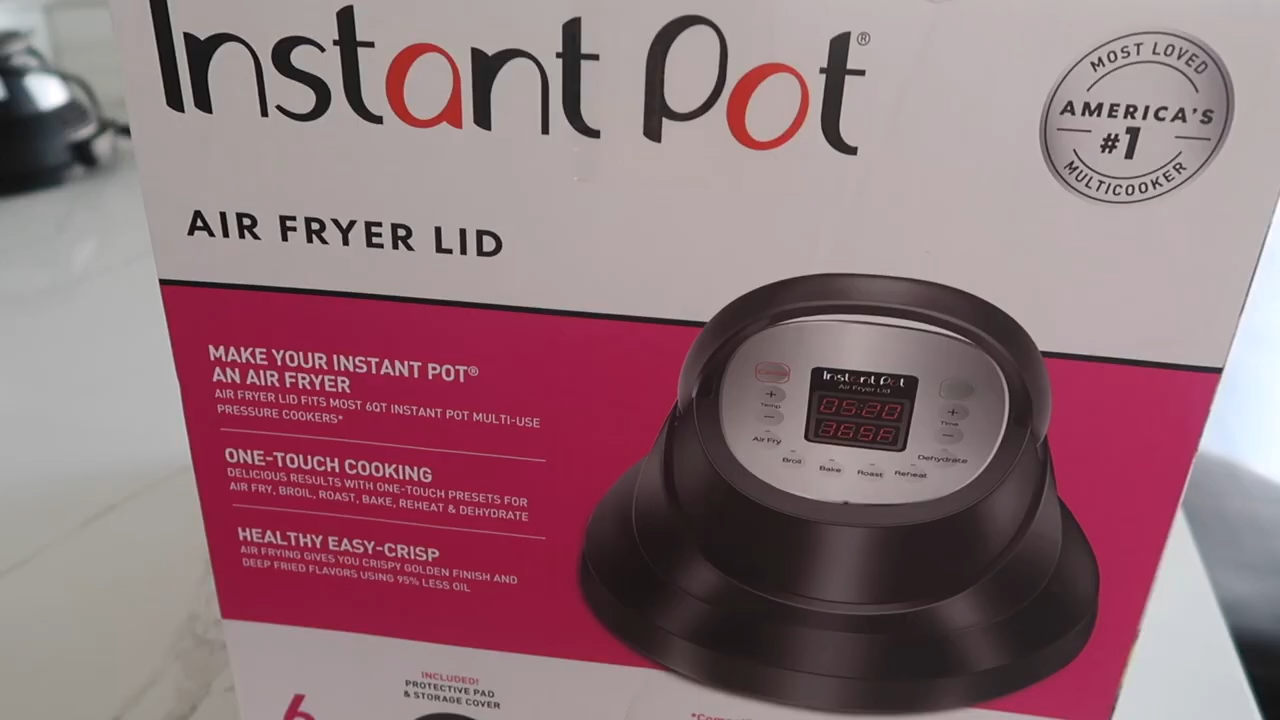 Instant Pot®
MOST LOVED
AMERICA'S
#1
MULTICOOKER
AIR FRYER LID
MAKE YOUR INSTANT POT®
AN AIR FRYER
AIR FRYER LID FITS MOST 6QT INSTANT POT MULTI-USE
PRESSURE COOKERS*
ONE-TOUCH COOKING
DELICIOUS RESULTS WITH ONE-TOUCH PRESETS FOR
AIR FRY, BROIL, ROAST, BAKE, REHEAT & DEHYDRATE
HEALTHY EASY-CRISP
AIR FRYING GIVES YOU CRISPY GOLDEN FINISH AND
DEEP FRIED FLAVORS USING 95% LESS OIL
Instant Pot
Air Fryer Lid
05:20
Cancel
+
Temp
−
+
Time
−
Air Fry
Broil
Bake
Roast
Reheat
Dehydrate
INCLUDED!
PROTECTIVE PAD
& STORAGE COVER
6